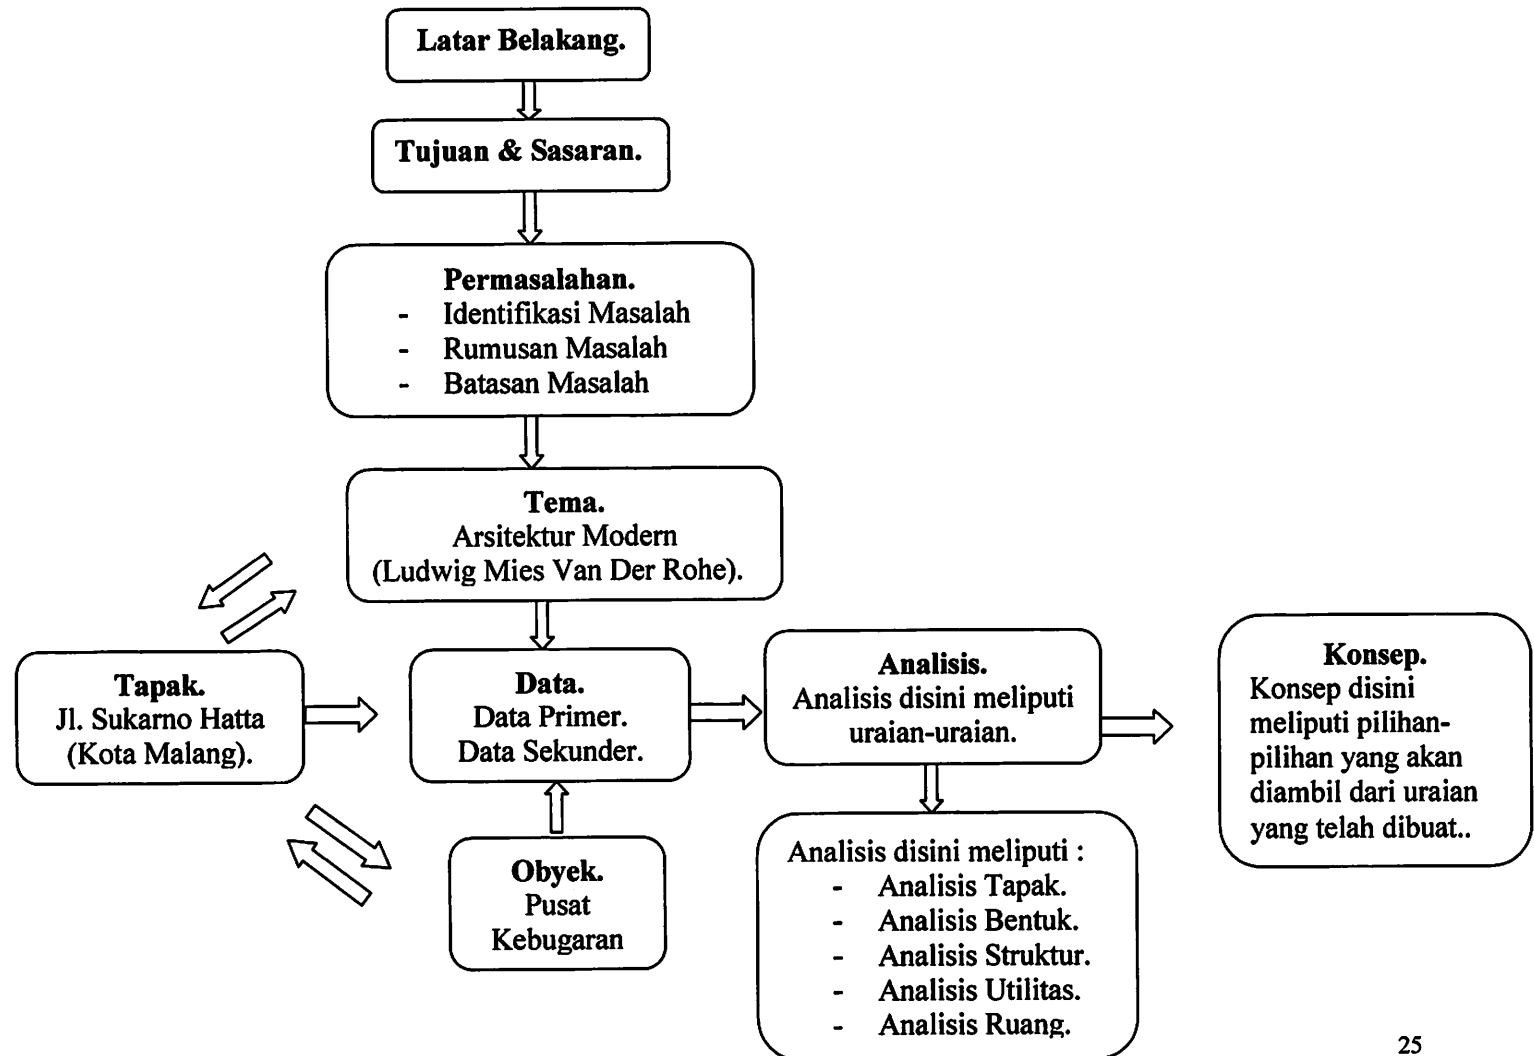 Latar Belakang.
Tujuan & Sasaran.
Permasalahan.
- Identifikasi Masalah
- Rumusan Masalah
- Batasan Masalah
Tema.
Arsitektur Modern
(Ludwig Mies Van Der Rohe).
Tapak.
Jl. Sukarno Hatta
(Kota Malang).
Data.
Data Primer.
Data Sekunder.
Analisis.
Analisis disini meliputi
uraian-uraian.
Konsep.
Konsep disini
meliputi pilihan-
pilihan yang akan
diambil dari uraian
yang telah dibuat..
Obyek.
Pusat
Kebugaran
Analisis disini meliputi :
- Analisis Tapak.
- Analisis Bentuk.
- Analisis Struktur.
- Analisis Utilitas.
- Analisis Ruang.
25